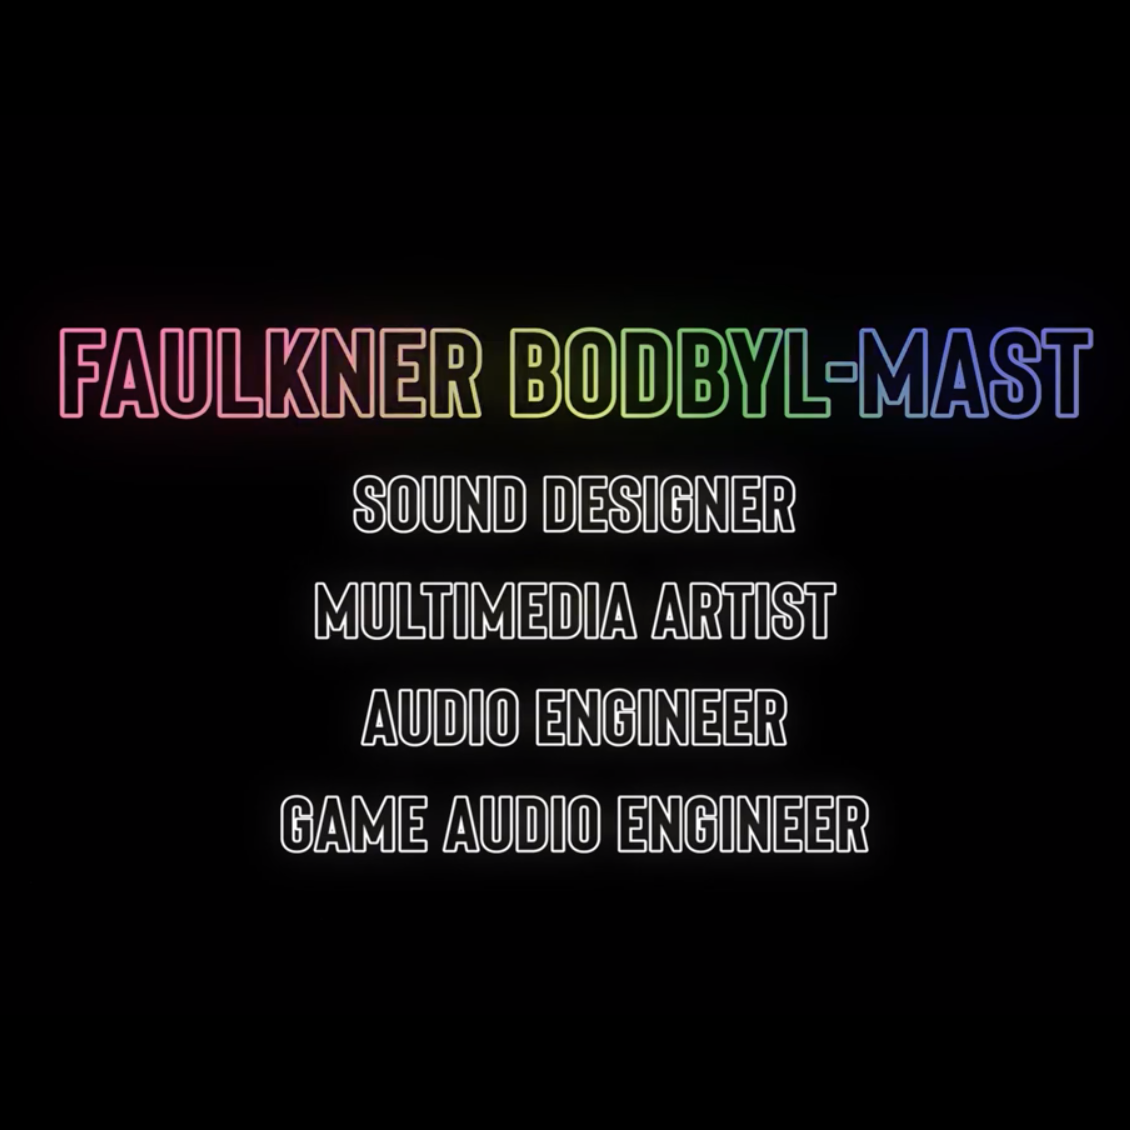 FAULKNER BODBYL-MAST
SOUND DESIGNER
MULTIMEDIA ARTIST
AUDIO ENGINEER
GAME AUDIO ENGINEER